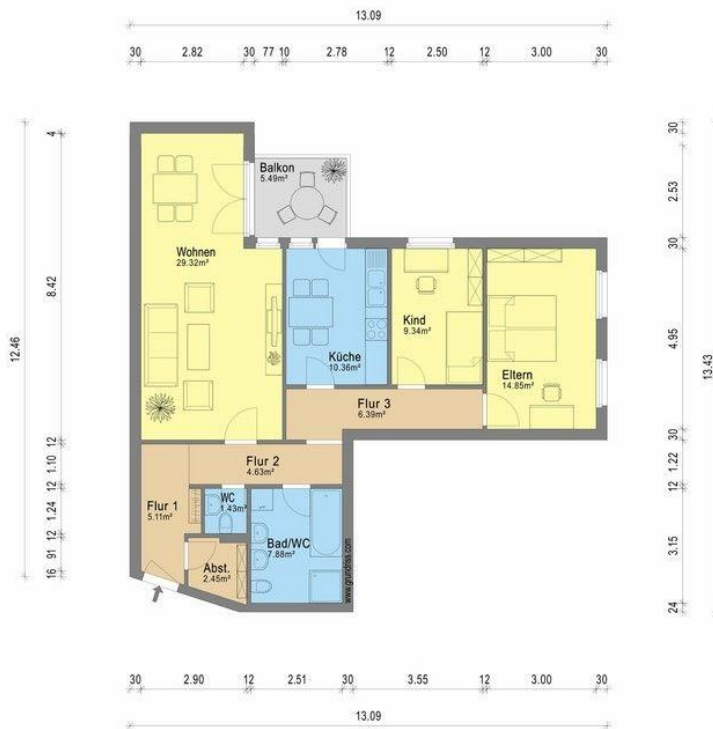 13.09
30 2.82 30 77 10 2.78 12 2.50 12 3.00 30
Balkon
5.49m²
Wohnen
29.32m²
Küche
10.36m²
Kind
9.34m²
Eltern
14.85m²
Flur 3
6.39m²
Flur 2
4.63m²
Flur 1
5.11m²
WC
1.43m²
Bad/WC
7.88m²
Abst.
2.45m²
www.grundriss.com
12.46
4
8.42
12
1.10
12
1.24
12
91
16
30
2.53
30
4.95
30
1.22
12
3.15
24
13.43
30 2.90 12 2.51 30 3.55 12 3.00 30
13.09